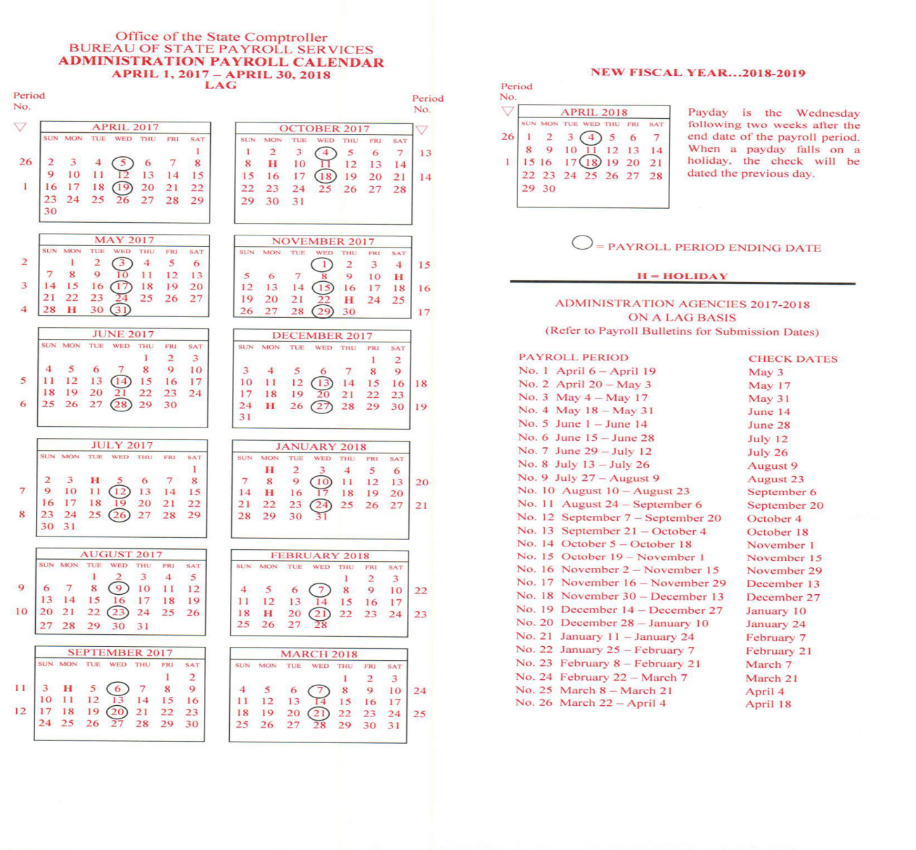 Office of the State Comptroller
BUREAU OF STATE PAYROLL SERVICES
ADMINISTRATION PAYROLL CALENDAR
APRIL 1, 2017 – APRIL 30, 2018
LAG
Period
No.
APRIL 2017
SUN MON TUE WED THU FRI SAT
1
26 2 3 4 5 6 7 8
9 10 11 12 13 14 15
1 16 17 18 19 20 21 22
23 24 25 26 27 28 29
30
MAY 2017
SUN MON TUE WED THU FRI SAT
2 1 2 3 4 5 6
7 8 9 10 11 12 13
3 14 15 16 17 18 19 20
21 22 23 24 25 26 27
4 28 H 30 31
JUNE 2017
SUN MON TUE WED THU FRI SAT
1 2 3
4 5 6 7 8 9 10
5 11 12 13 14 15 16 17
18 19 20 21 22 23 24
6 25 26 27 28 29 30
JULY 2017
SUN MON TUE WED THU FRI SAT
1
2 3 H 5 6 7 8
7 9 10 11 12 13 14 15
16 17 18 19 20 21 22
8 23 24 25 26 27 28 29
30 31
AUGUST 2017
SUN MON TUE WED THU FRI SAT
1 2 3 4 5
9 6 7 8 9 10 11 12
13 14 15 16 17 18 19
10 20 21 22 23 24 25 26
27 28 29 30 31
SEPTEMBER 2017
SUN MON TUE WED THU FRI SAT
1 2
11 3 H 5 6 7 8 9
10 11 12 13 14 15 16
12 17 18 19 20 21 22 23
24 25 26 27 28 29 30
Period
No.
OCTOBER 2017
SUN MON TUE WED THU FRI SAT
1 2 3 4 5 6 7 13
8 H 10 11 12 13 14
15 16 17 18 19 20 21 14
22 23 24 25 26 27 28
29 30 31
NOVEMBER 2017
SUN MON TUE WED THU FRI SAT
1 2 3 4 15
5 6 7 8 9 10 H
12 13 14 15 16 17 18 16
19 20 21 22 H 24 25
26 27 28 29 30 17
DECEMBER 2017
SUN MON TUE WED THU FRI SAT
1 2
3 4 5 6 7 8 9
10 11 12 13 14 15 16 18
17 18 19 20 21 22 23
24 H 26 27 28 29 30 19
31
JANUARY 2018
SUN MON TUE WED THU FRI SAT
H 2 3 4 5 6
7 8 9 10 11 12 13 20
14 H 16 17 18 19 20
21 22 23 24 25 26 27 21
28 29 30 31
FEBRUARY 2018
SUN MON TUE WED THU FRI SAT
1 2 3
4 5 6 7 8 9 10 22
11 12 13 14 15 16 17
18 H 20 21 22 23 24 23
25 26 27 28
MARCH 2018
SUN MON TUE WED THU FRI SAT
1 2 3
4 5 6 7 8 9 10 24
11 12 13 14 15 16 17
18 19 20 21 22 23 24 25
25 26 27 28 29 30 31
NEW FISCAL YEAR...2018-2019
Period
No.
APRIL 2018
SUN MON TUE WED THU FRI SAT
26 1 2 3 4 5 6 7
8 9 10 11 12 13 14
1 15 16 17 18 19 20 21
22 23 24 25 26 27 28
29 30
Payday is the Wednesday
following two weeks after the
end date of the payroll period.
When a payday falls on a
holiday, the check will be
dated the previous day.
= PAYROLL PERIOD ENDING DATE
H = HOLIDAY
ADMINISTRATION AGENCIES 2017-2018
ON A LAG BASIS
(Refer to Payroll Bulletins for Submission Dates)
PAYROLL PERIOD CHECK DATES
No. 1 April 6 – April 19 May 3
No. 2 April 20 – May 3 May 17
No. 3 May 4 – May 17 May 31
No. 4 May 18 – May 31 June 14
No. 5 June 1 – June 14 June 28
No. 6 June 15 – June 28 July 12
No. 7 June 29 – July 12 July 26
No. 8 July 13 – July 26 August 9
No. 9 July 27 – August 9 August 23
No. 10 August 10 – August 23 September 6
No. 11 August 24 – September 6 September 20
No. 12 September 7 – September 20 October 4
No. 13 September 21 – October 4 October 18
No. 14 October 5 – October 18 November 1
No. 15 October 19 – November 1 November 15
No. 16 November 2 – November 15 November 29
No. 17 November 16 – November 29 December 13
No. 18 November 30 – December 13 December 27
No. 19 December 14 – December 27 January 10
No. 20 December 28 – January 10 January 24
No. 21 January 11 – January 24 February 7
No. 22 January 25 – February 7 February 21
No. 23 February 8 – February 21 March 7
No. 24 February 22 – March 7 March 21
No. 25 March 8 – March 21 April 4
No. 26 March 22 – April 4 April 18